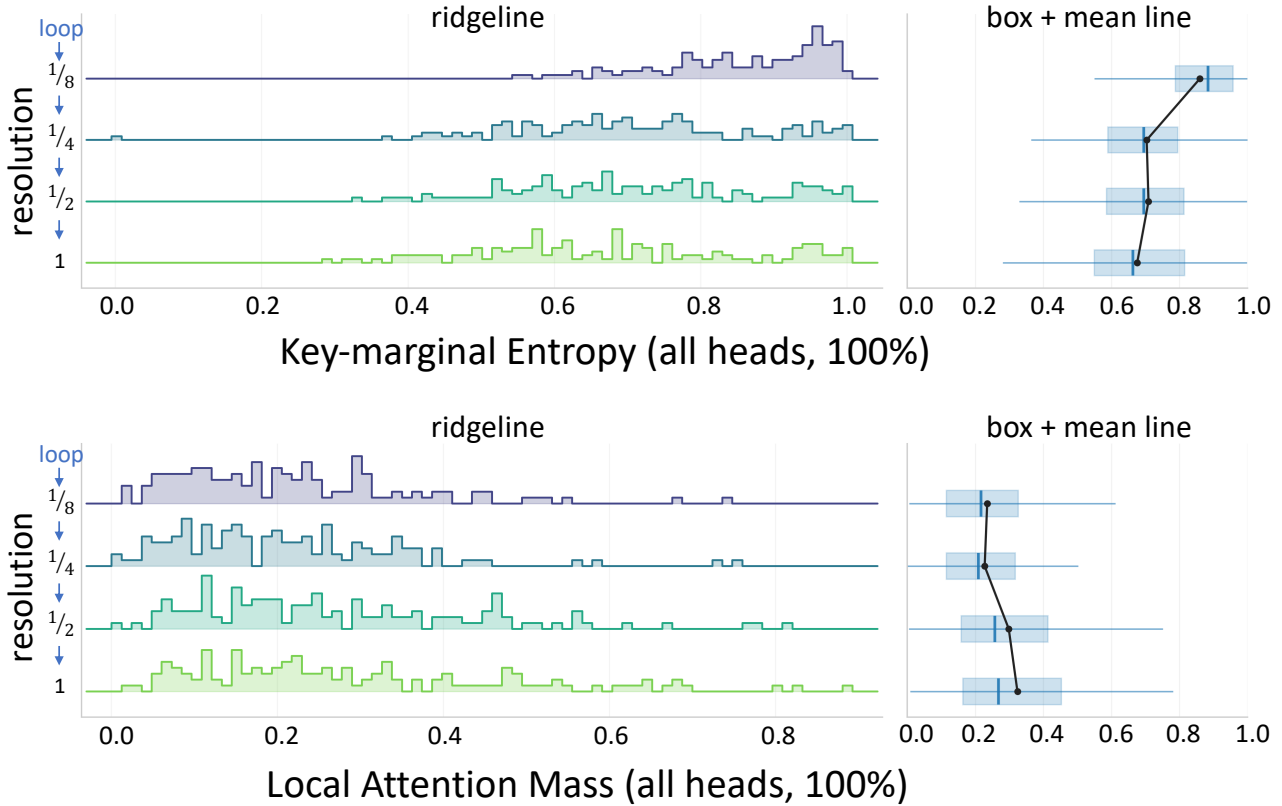 ridgeline
box + mean line
loop
resolution
1/8
1/4
1/2
1
0.0 0.2 0.4 0.6 0.8 1.0
0.0 0.2 0.4 0.6 0.8 1.0
Key-marginal Entropy (all heads, 100%)
ridgeline
box + mean line
loop
resolution
1/8
1/4
1/2
1
0.0 0.2 0.4 0.6 0.8
0.0 0.2 0.4 0.6 0.8 1.0
Local Attention Mass (all heads, 100%)